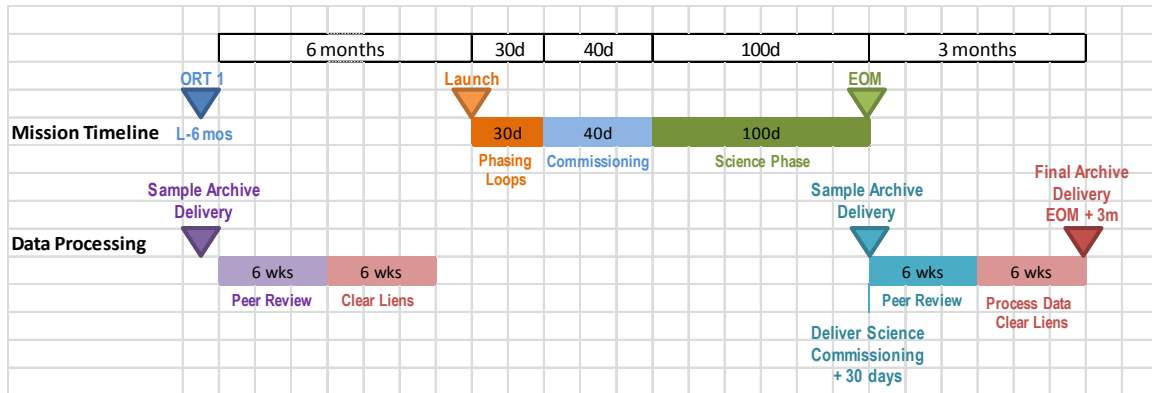 6 months 30d 40d 100d 3 months
ORT 1 Launch EOM
Mission Timeline
L-6 mos
30d 40d 100d
Phasing Loops
Commissioning
Science Phase
Sample Archive
Delivery
Sample Archive
Delivery
Final Archive
Delivery
EOM + 3m
Data Processing
6 wks 6 wks 6 wks 6 wks
Peer Review Clear Liens Peer Review
Process Data
Clear Liens
Deliver Science
Commissioning
+ 30 days